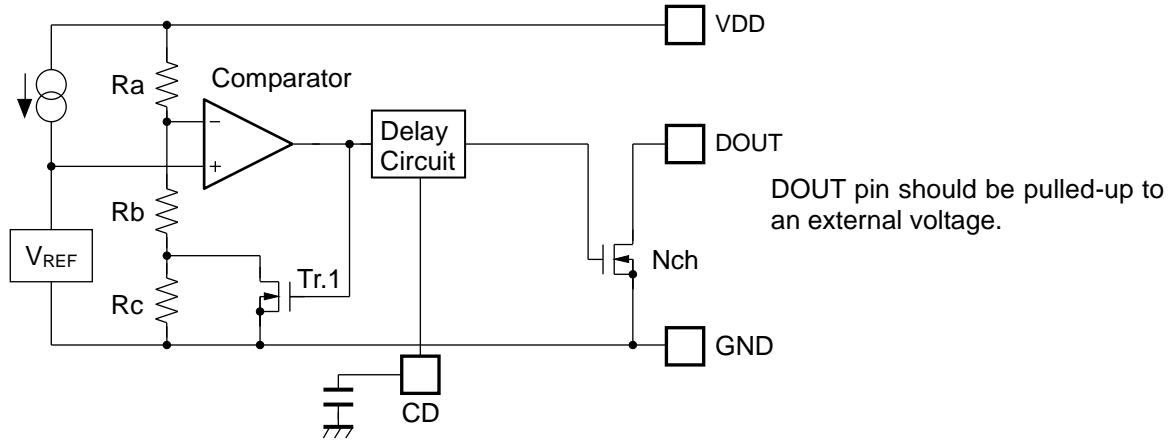 VDD
Ra
Comparator
−
+
Delay
Circuit
DOUT
DOUT pin should be pulled-up to
an external voltage.
Rb
VREF
Nch
Tr.1
Rc
GND
CD